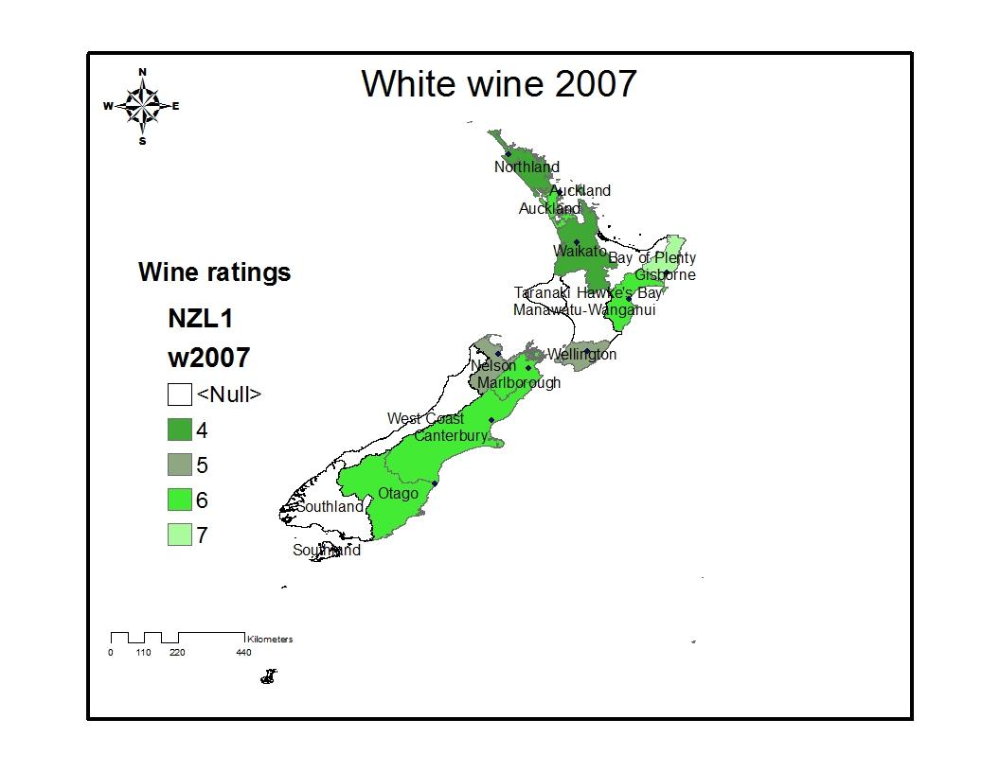 White wine 2007
N
W E
S
Northland
Auckland
Auckland
Waikato
Bay of Plenty
Gisborne
Taranaki Hawke's Bay
Manawatu-Wanganui
Wellington
Nelson
Marlborough
West Coast
Canterbury
Otago
Southland
Southland
Wine ratings
NZL1
w2007
<Null>
4
5
6
7
Kilometers
0 110 220 440